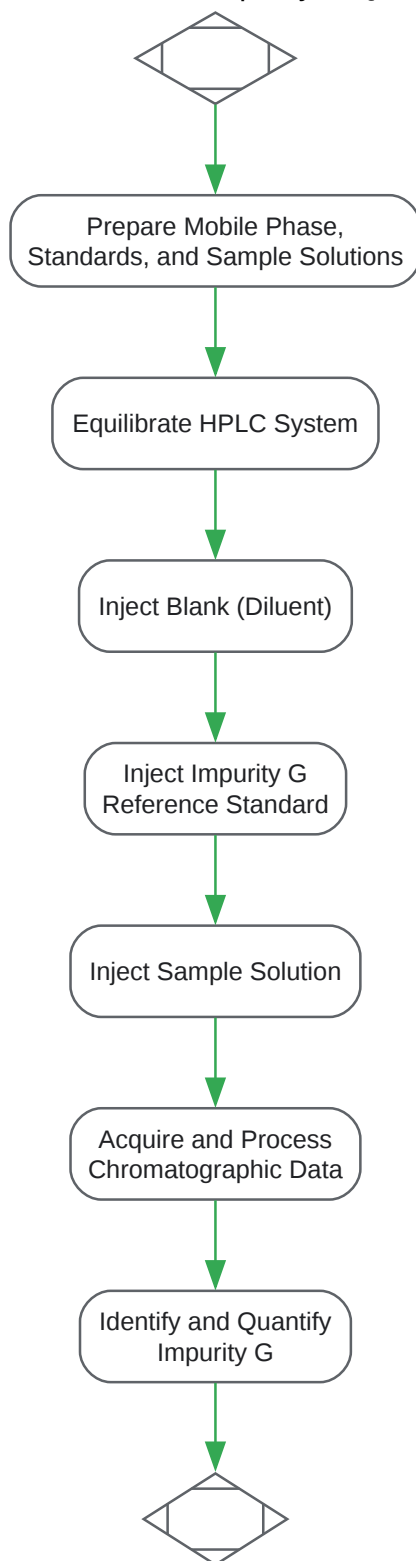 Prepare Mobile Phase,
Standards, and Sample Solutions
Equilibrate HPLC System
Inject Blank (Diluent)
Inject Impurity G
Reference Standard
Inject Sample Solution
Acquire and Process
Chromatographic Data
Identify and Quantify
Impurity G